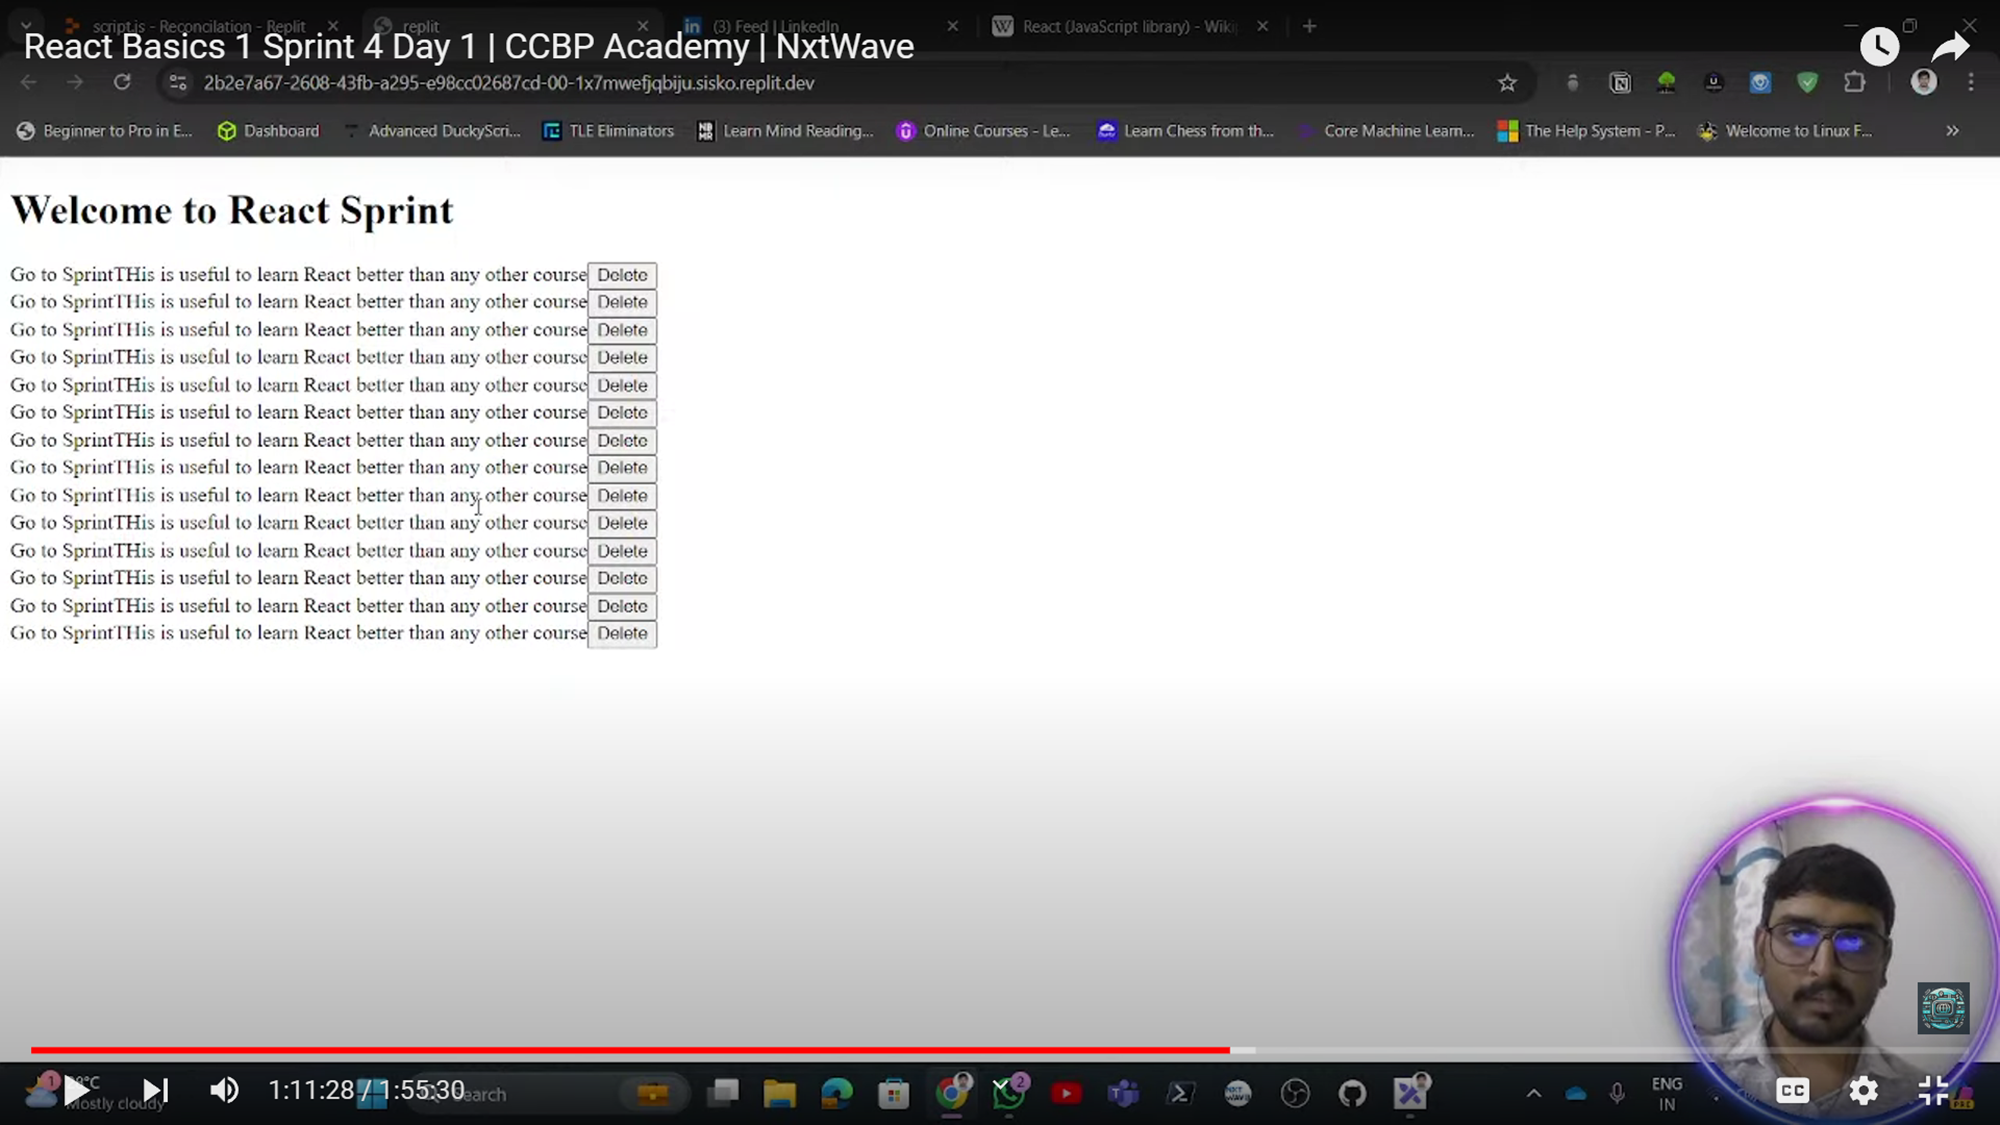 script.js - Reconcilation - Replit
replit
(3) Feed | LinkedIn
React (JavaScript library) - Wiki
React Basics 1 Sprint 4 Day 1 | CCBP Academy | NxtWave
2b2e7a67-2608-43fb-a295-e98cc02687cd-00-1x7mwefjqbiju.sisko.replit.dev
Beginner to Pro in E... Dashboard Advanced DuckyScri... TLE Eliminators Learn Mind Reading... Online Courses - Le... Learn Chess from th... Core Machine Learn... The Help System - P... Welcome to Linux F...
Welcome to React Sprint
Go to SprintTHis is useful to learn React better than any other course Delete
Go to SprintTHis is useful to learn React better than any other course Delete
Go to SprintTHis is useful to learn React better than any other course Delete
Go to SprintTHis is useful to learn React better than any other course Delete
Go to SprintTHis is useful to learn React better than any other course Delete
Go to SprintTHis is useful to learn React better than any other course Delete
Go to SprintTHis is useful to learn React better than any other course Delete
Go to SprintTHis is useful to learn React better than any other course Delete
Go to SprintTHis is useful to learn React better than any other course Delete
Go to SprintTHis is useful to learn React better than any other course Delete
Go to SprintTHis is useful to learn React better than any other course Delete
Go to SprintTHis is useful to learn React better than any other course Delete
Go to SprintTHis is useful to learn React better than any other course Delete
Go to SprintTHis is useful to learn React better than any other course Delete
1:11:28 / 1:55:30
Mostly cloudy
ENG
IN
CC